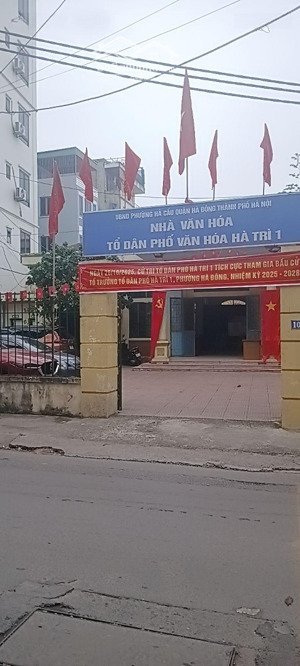 UBND PHƯỜNG HÀ CẦU QUẬN HÀ ĐÔNG THÀNH PHỐ HÀ NỘI
NHÀ VĂN HÓA
TỔ DÂN PHỐ VĂN HÓA HÀ TRÌ 1
CỬ TRI TỔ DÂN PHỐ HÀ TRÌ 1 TÍCH CỰC THAM GIA BẦU CỬ
TỔ TRƯỞNG TỔ DÂN PHỐ HÀ TRÌ 1, PHƯỜNG HÀ ĐÔNG, NHIỆM KỲ 2025 - 2028